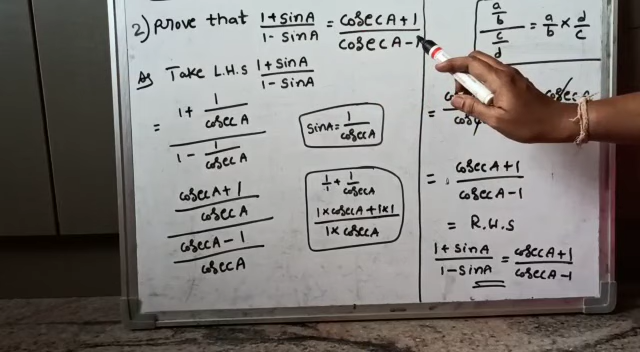 2) Prove that (1+sinA)/(1-sinA) = (cosecA+1)/(cosecA-1)
A) Take L.H.S (1+sinA)/(1-sinA)
= (1+1/cosecA)/(1-1/cosecA)
((cosecA+1)/cosecA)/((cosecA-1)/cosecA)
sinA=1/cosecA
1/1+1/cosecA
(1×cosecA+1×1)/(1×cosecA)
(a/b)/(c/d) = a/b×d/c
=
= (cosecA+1)/(cosecA-1)
= R.H.S
(1+sinA)/(1-sinA) = (cosecA+1)/(cosecA-1)